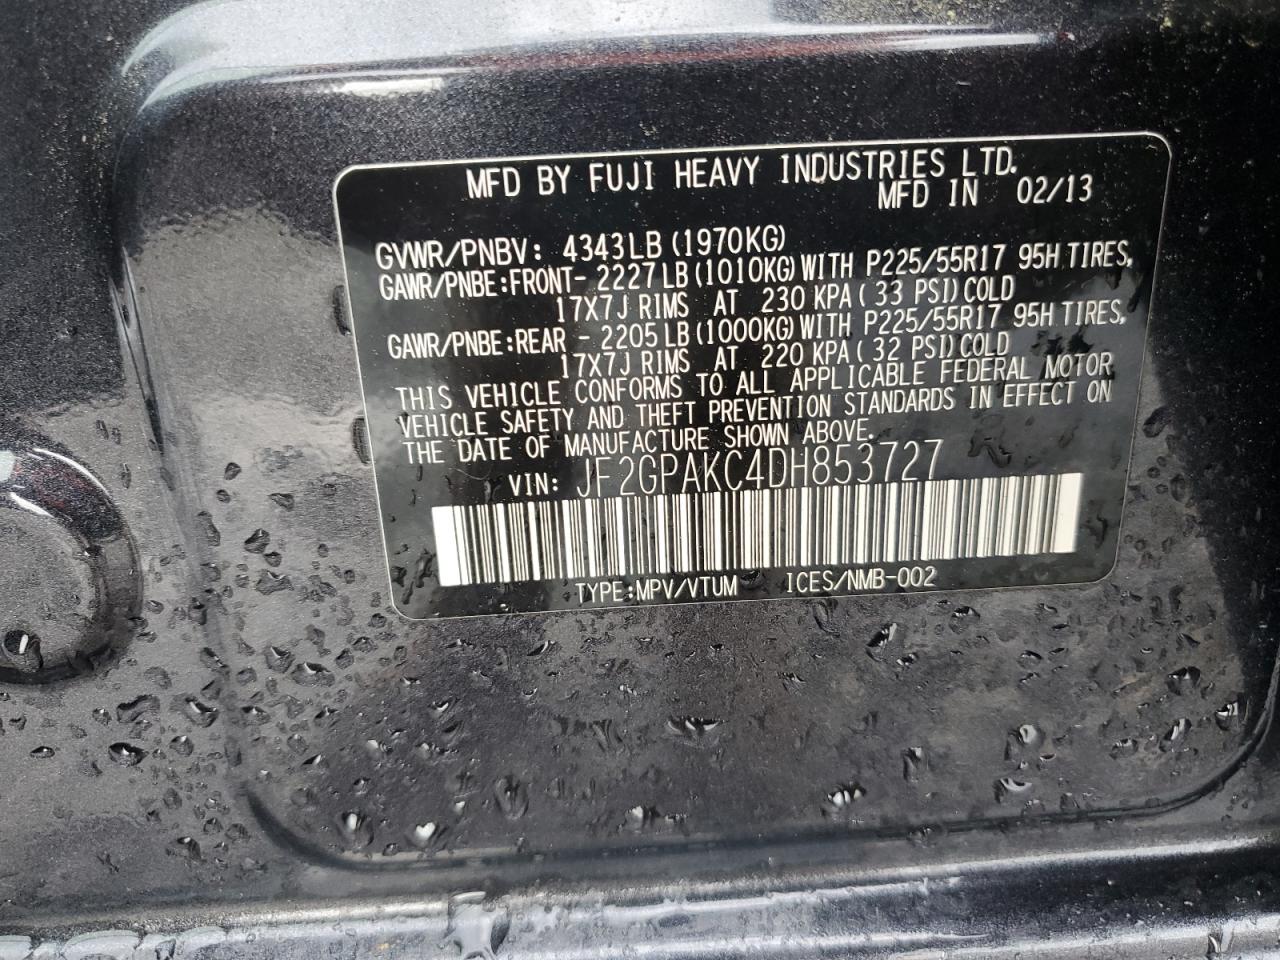 MFD BY FUJI HEAVY INDUSTRIES LTD.
MFD IN 02/13
GVWR/PNBV: 4343LB (1970KG)
GAWR/PNBE:FRONT- 2227LB (1010KG) WITH P225/55R17 95H TIRES,
17X7J RIMS AT 230 KPA ( 33 PSI) COLD
GAWR/PNBE:REAR - 2205LB (1000KG) WITH P225/55R17 95H TIRES,
17X7J RIMS AT 220 KPA ( 32 PSI) COLD
THIS VEHICLE CONFORMS TO ALL APPLICABLE FEDERAL MOTOR
VEHICLE SAFETY AND THEFT PREVENTION STANDARDS IN EFFECT ON
THE DATE OF MANUFACTURE SHOWN ABOVE.
VIN: JF2GPAKC4DH853727
TYPE:MPV/VTUM ICES/NMB-002